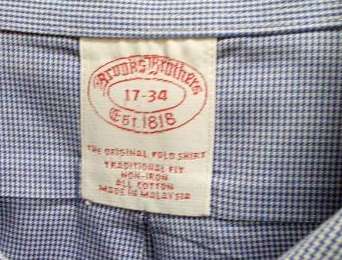 Brooks Brothers
17-34
Est. 1818
THE ORIGINAL POLO SHIRT
TRADITIONAL FIT
NON-IRON
ALL COTTON
MADE IN MALAYSIA